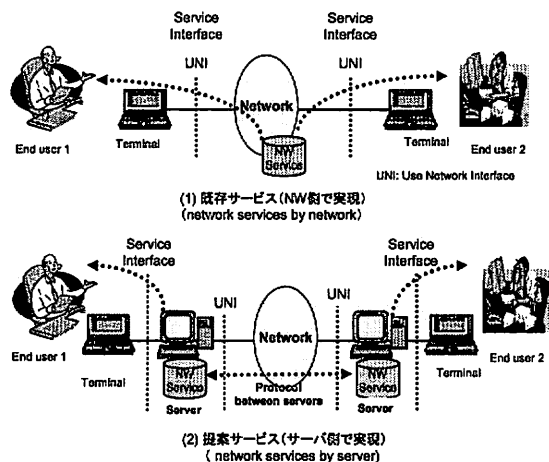 Service
Interface
Service
Interface
UNI
UNI
Network
Terminal
Terminal
End user 1
End user 2
NW
Service
UNI: Use Network Interface
(1) 既存サービス(NW側で実現)
(network services by network)
Service
Interface
Service
Interface
UNI
UNI
Network
End user 1
End user 2
Terminal
Terminal
NW
Service
NW
Service
Protocol
between servers
Server
Server
(2) 提案サービス(サーバ側で実現)
( network services by server)